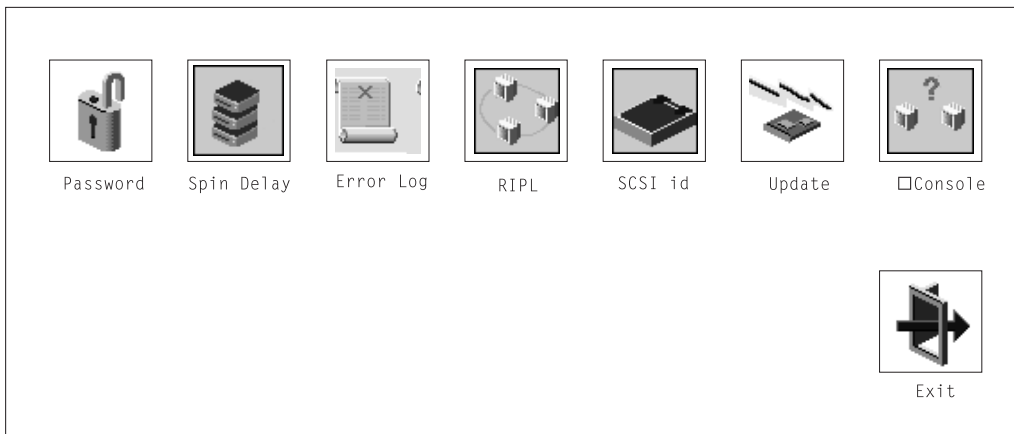 Password
Spin Delay
Error Log
RIPL
SCSI id
Update
□Console
?
Exit